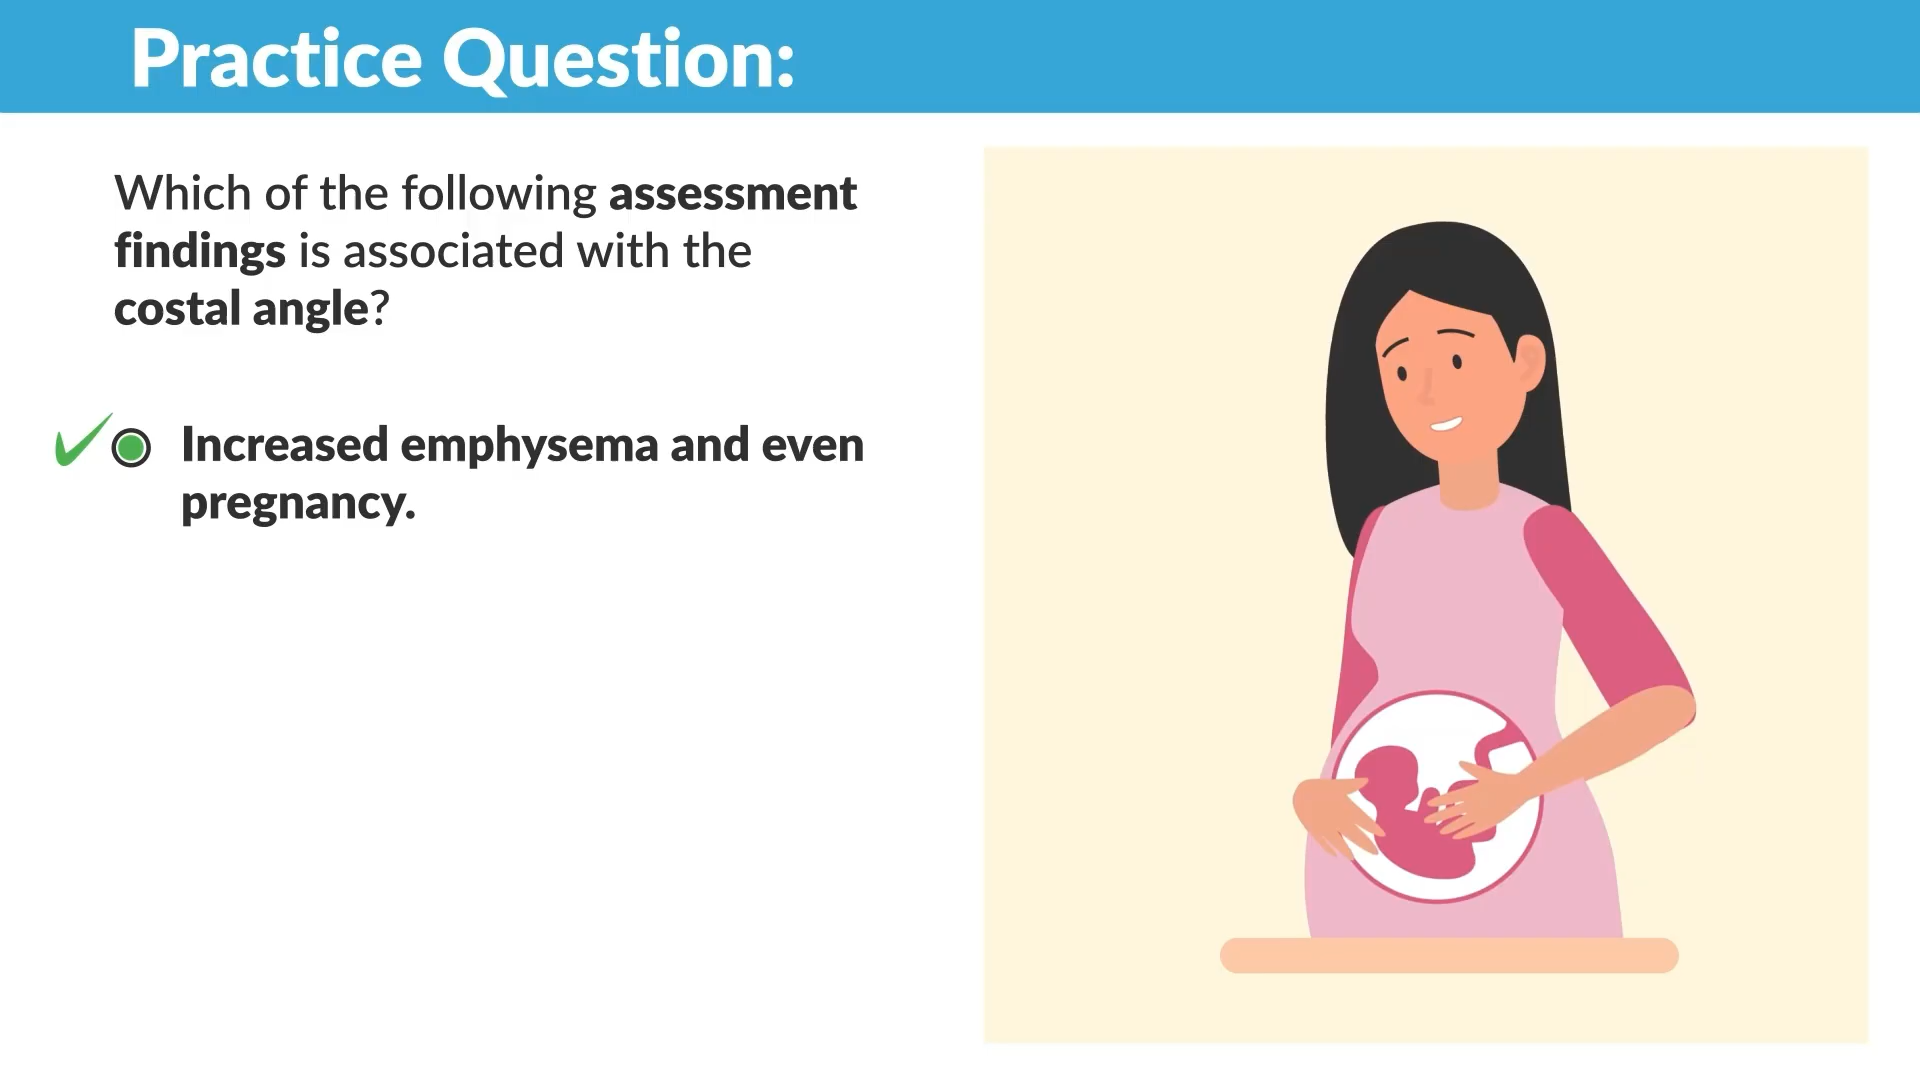 Practice Question:
Which of the following assessment
findings is associated with the
costal angle?
Increased emphysema and even
pregnancy.